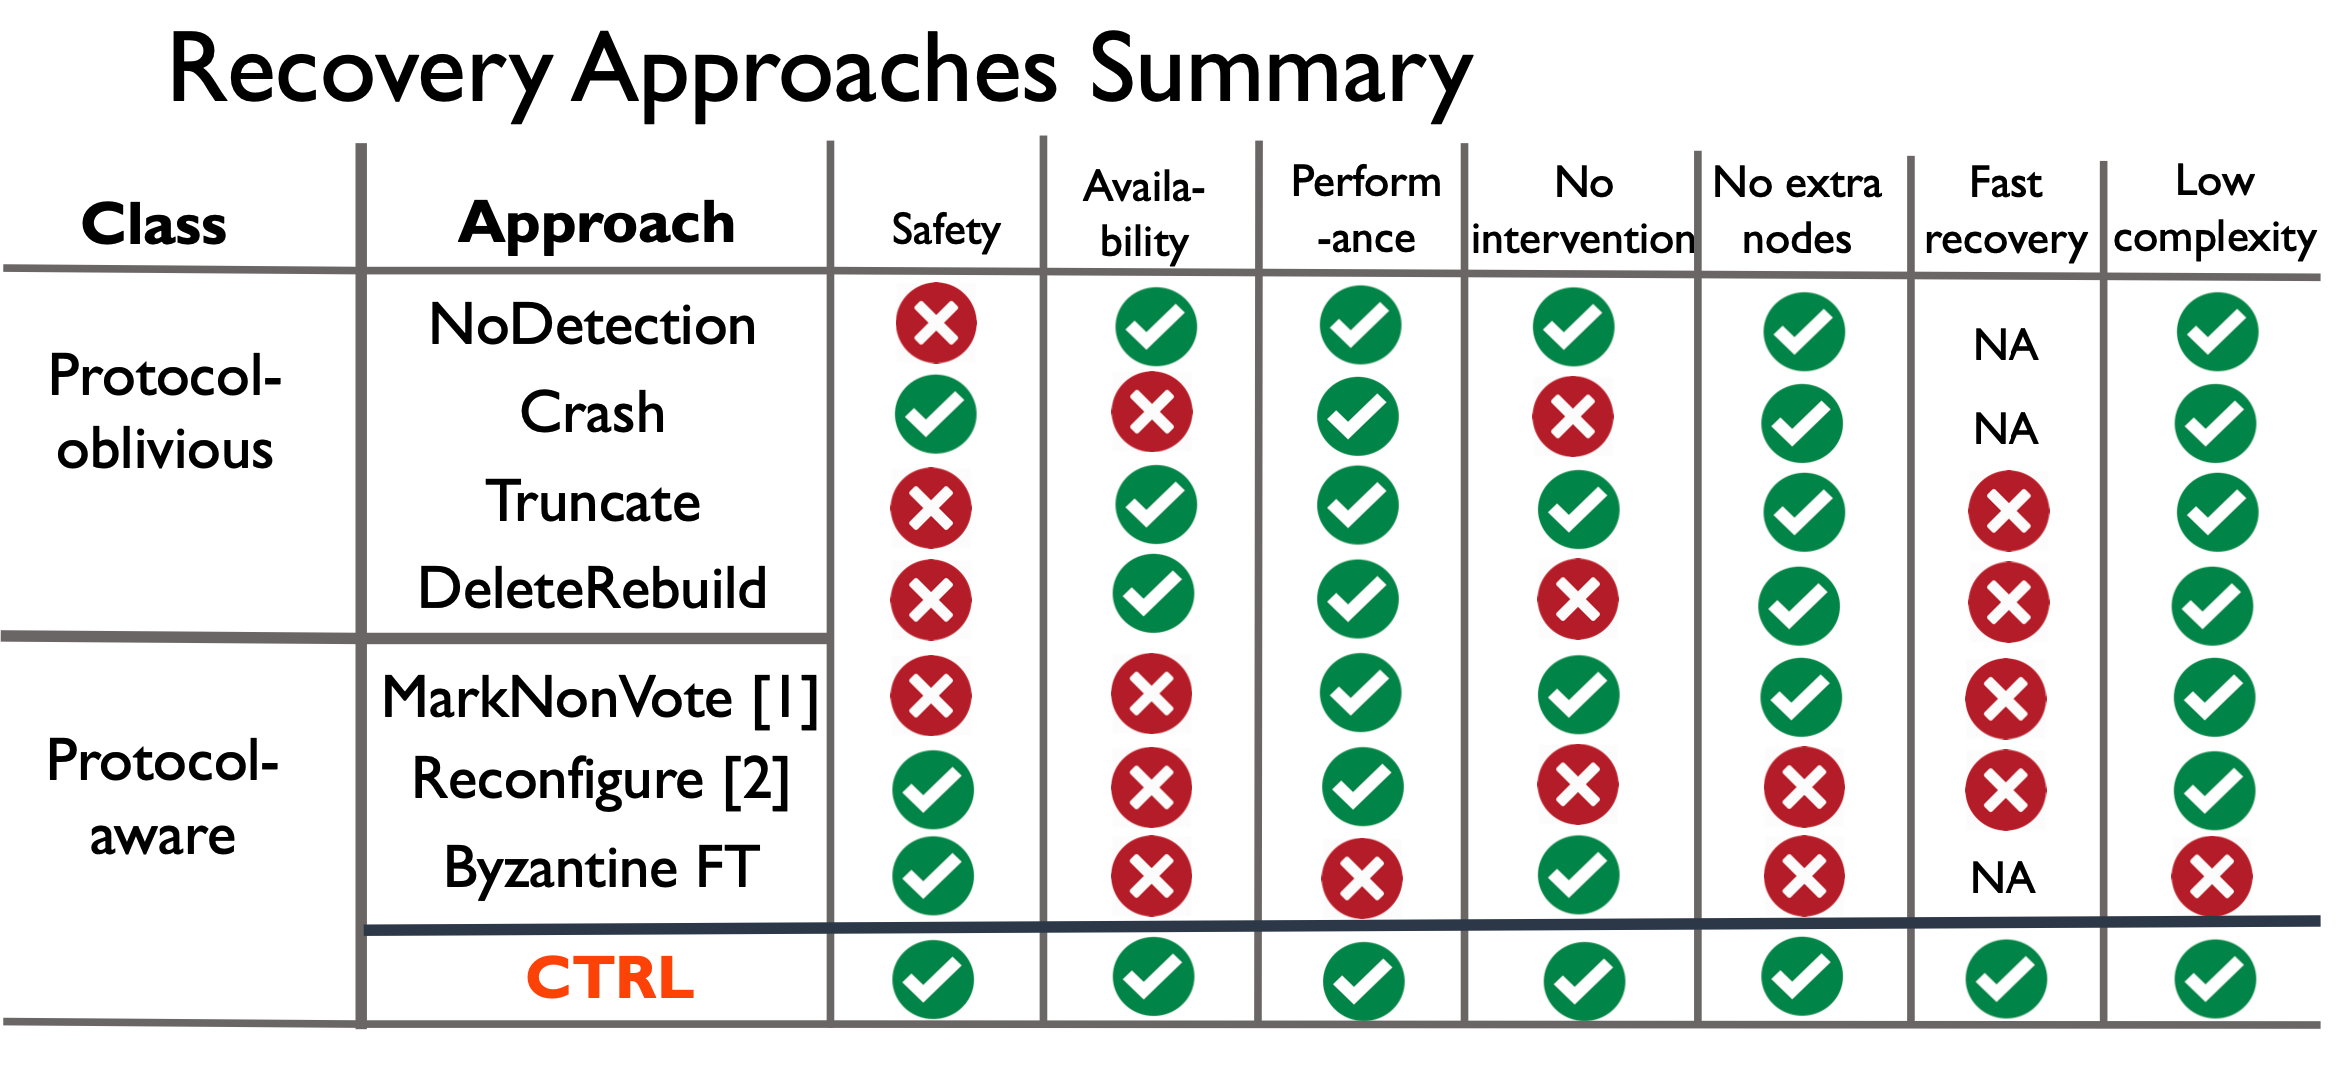 Recovery Approaches Summary
Class
Approach
Safety
Availa-
bility
Perform
-ance
No
intervention
No extra
nodes
Fast
recovery
Low
complexity
Protocol-
oblivious
NoDetection
NA
Crash
NA
Truncate
DeleteRebuild
Protocol-
aware
MarkNonVote [1]
Reconfigure [2]
Byzantine FT
NA
CTRL